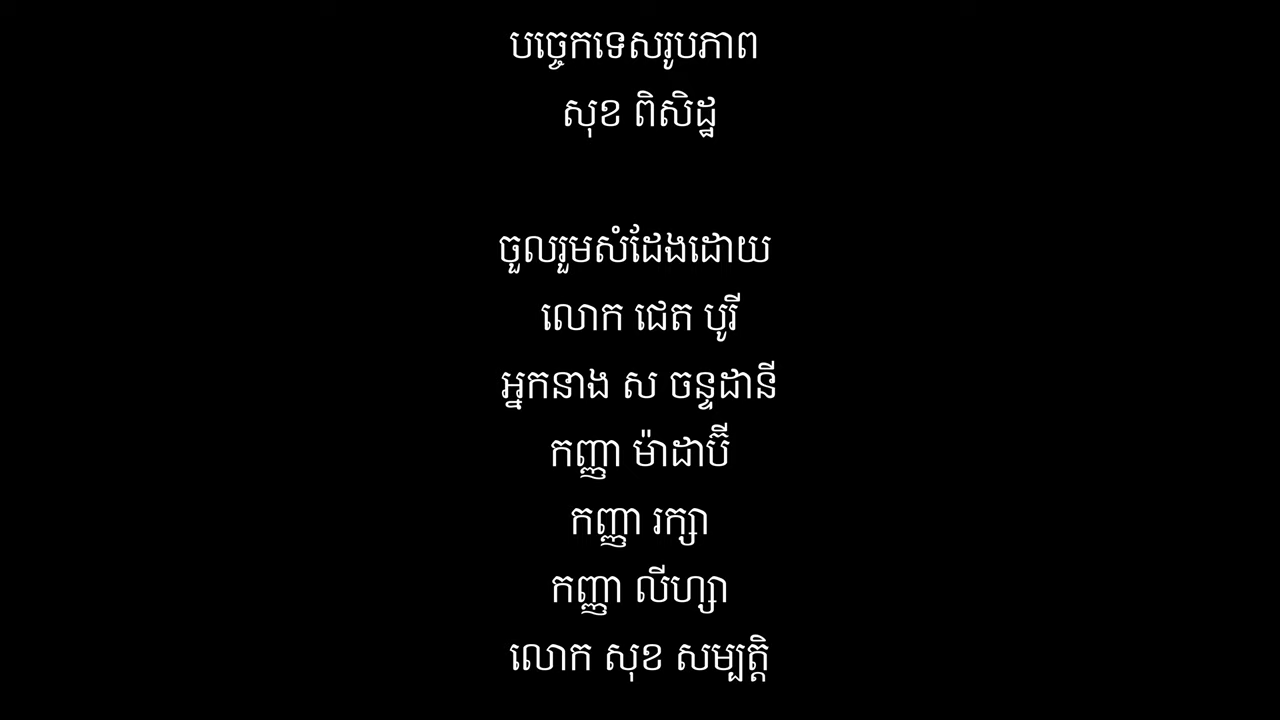 បច្ចេកទេសរូបភាព
សុខ ពិសិដ្ឋ
ចួលរួមសំដែងដោយ
លោក ជេត បូរី
អ្នកនាង ស ចន្ទដានី
កញ្ញា ម៉ាដាប៊ី
កញ្ញា រក្សា
កញ្ញា លីហ្សា
លោក សុខ សម្បត្តិ